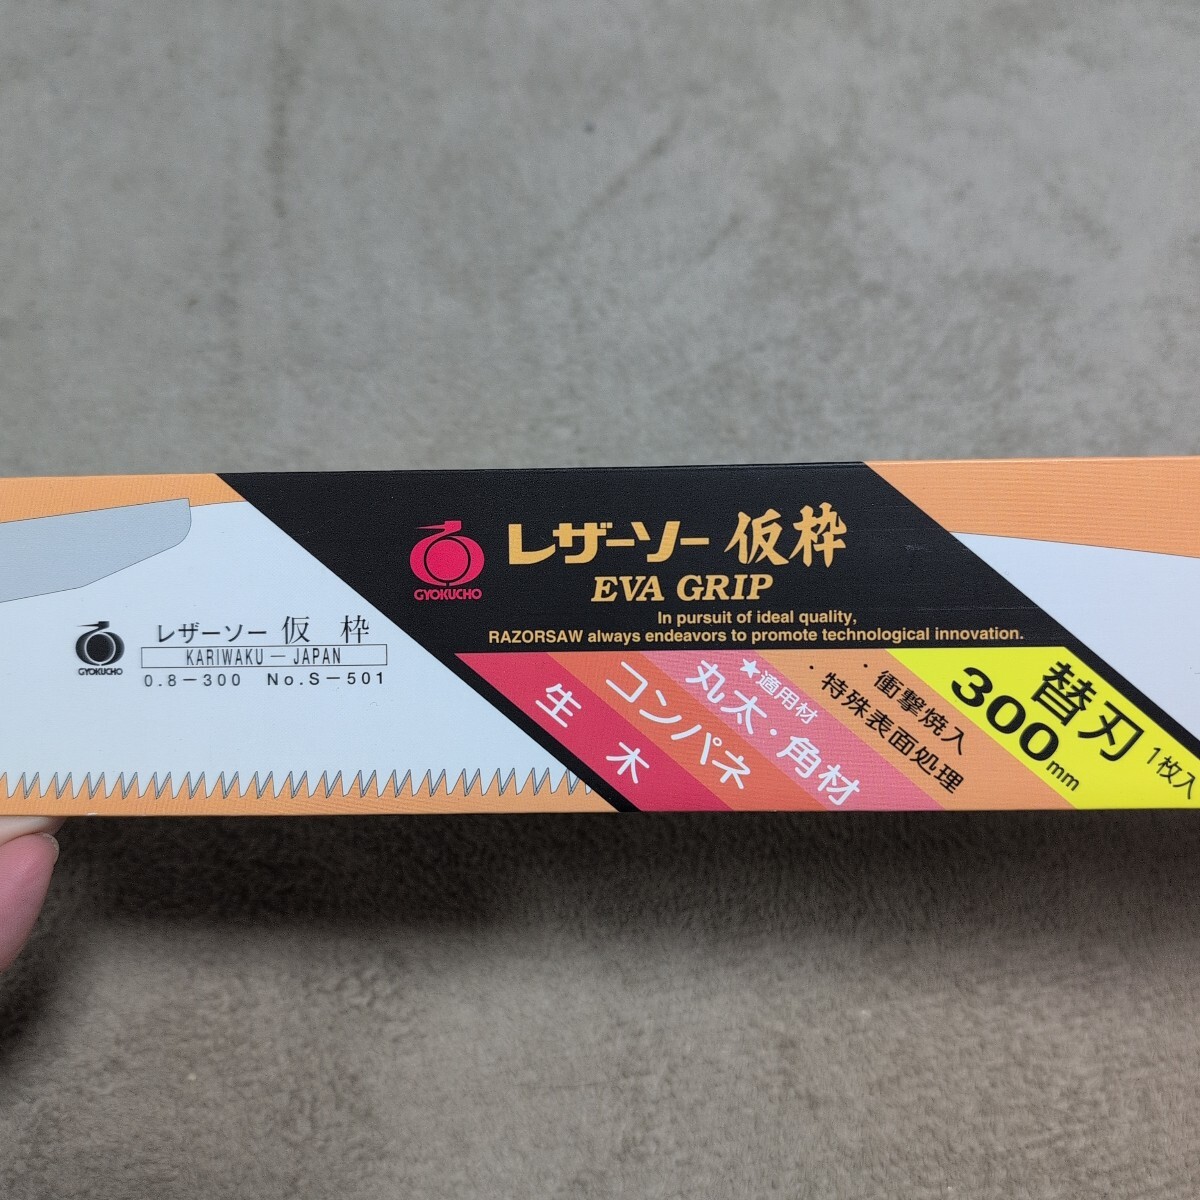 GYOKUCHO
レザーソー 仮枠
KARIWAKU－JAPAN
0.8－300 No.S－501
GYOKUCHO
レザーソー 仮枠
EVA GRIP
In pursuit of ideal quality,
RAZORSAW always endeavors to promote technological innovation.
生木
コンパネ
★適用材
丸太・角材
・衝撃焼入
・特殊表面処理
替刃 1枚入
300mm